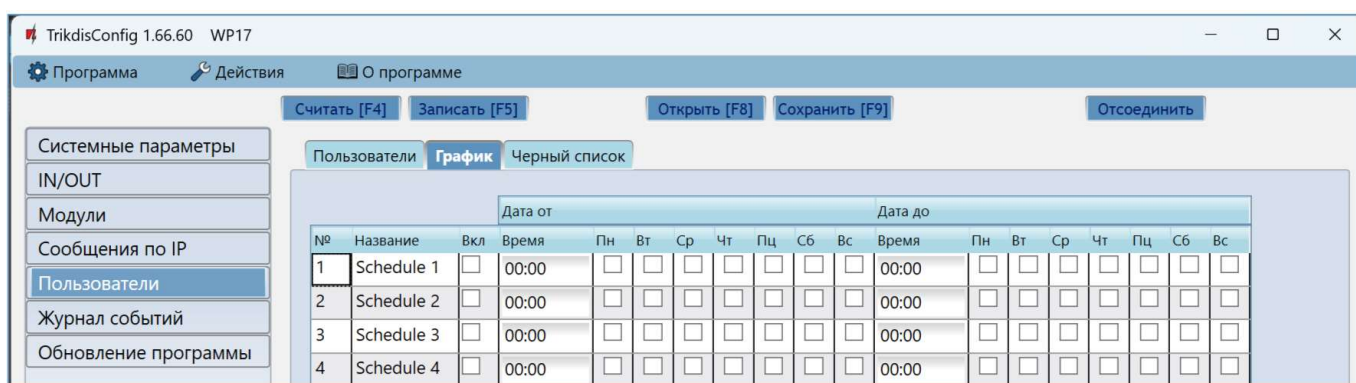 TrikdisConfig 1.66.60 WP17
Программа Действия О программе
Считать [F4] Записать [F5] Открыть [F8] Сохранить [F9] Отсоединить
Системные параметры
IN/OUT
Модули
Сообщения по IP
Пользователи
Журнал событий
Обновление программы
Пользователи График Черный список
Дата от Дата до
№ Название Вкл Время Пн Вт Ср Чт Пц Сб Вс Время Пн Вт Ср Чт Пц Сб Вс
1 Schedule 1 00:00 00:00
2 Schedule 2 00:00 00:00
3 Schedule 3 00:00 00:00
4 Schedule 4 00:00 00:00